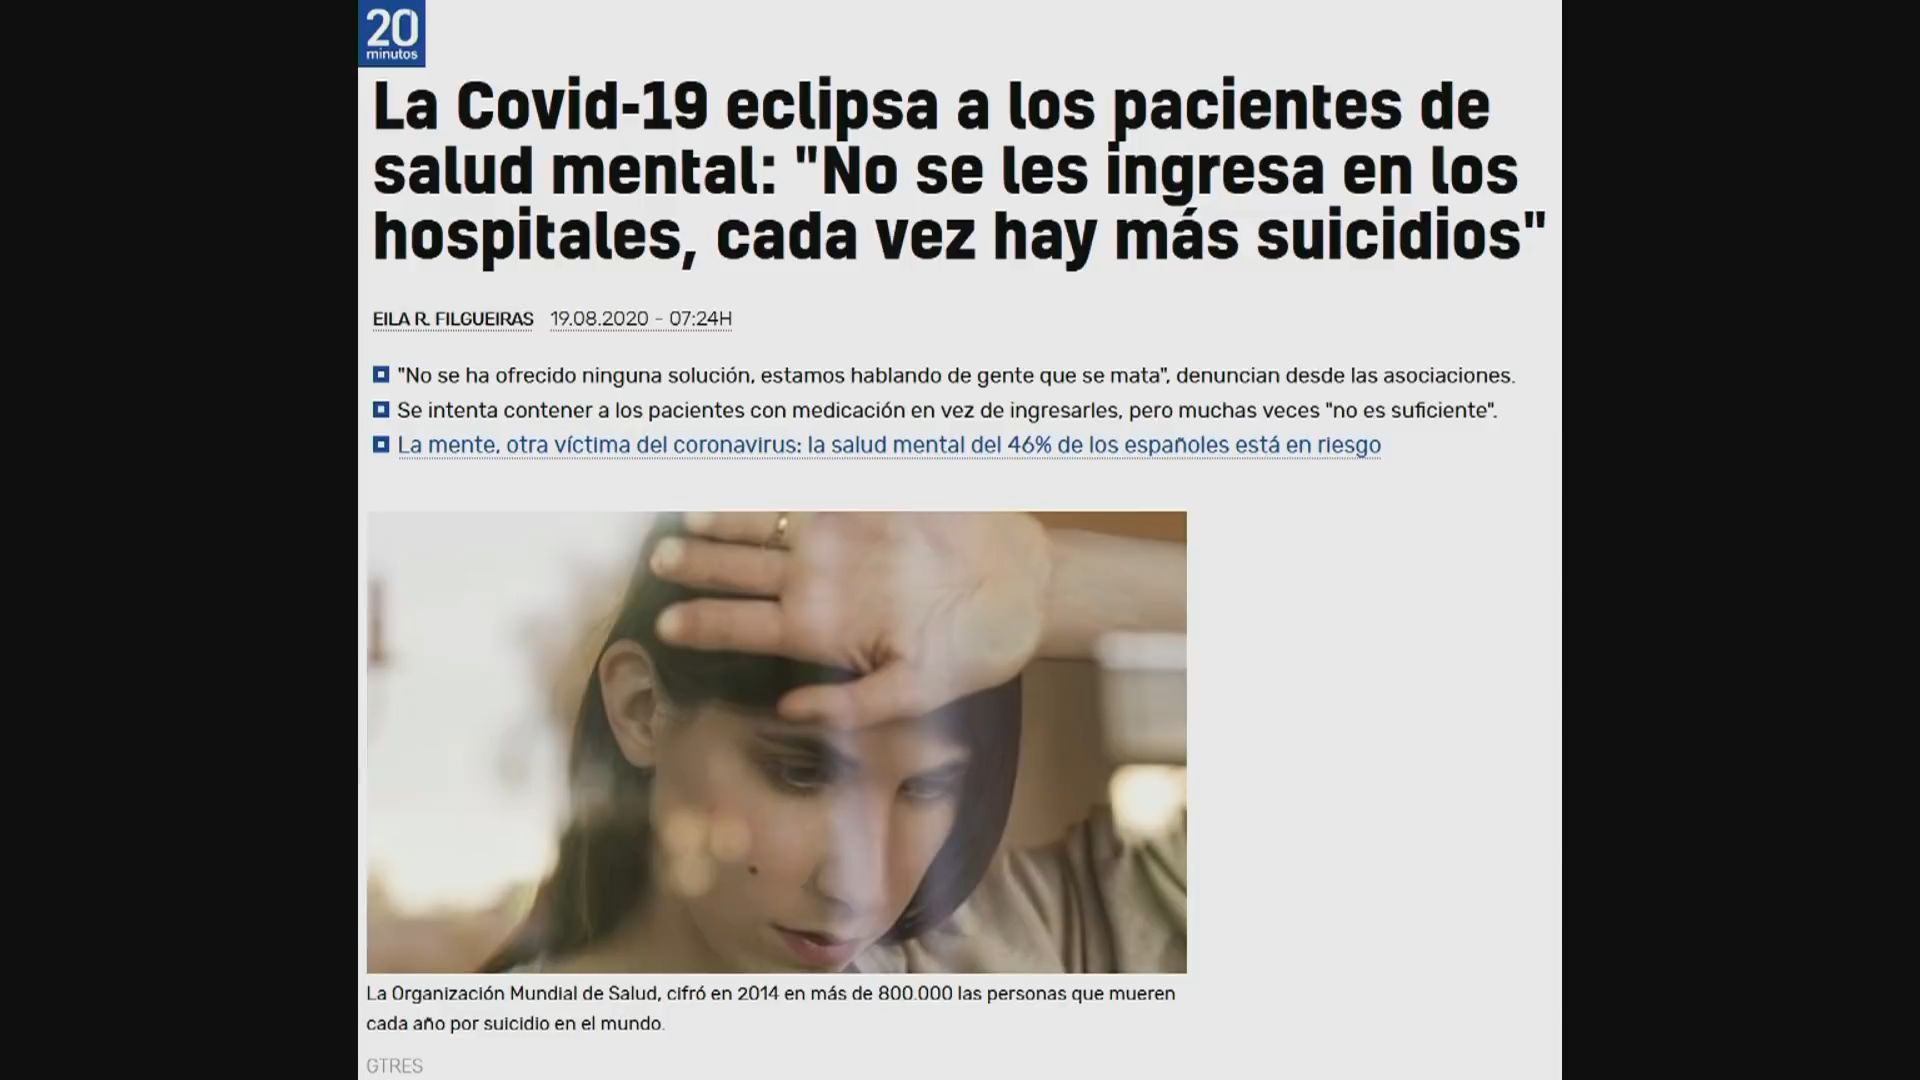 20
minutos
La Covid-19 eclipsa a los pacientes de
salud mental: "No se les ingresa en los
hospitales, cada vez hay más suicidios"
EILA R. FILGUEIRAS 19.08.2020 - 07:24H
"No se ha ofrecido ninguna solución, estamos hablando de gente que se mata", denuncian desde las asociaciones.
Se intenta contener a los pacientes con medicación en vez de ingresarles, pero muchas veces "no es suficiente".
La mente, otra víctima del coronavirus: la salud mental del 46% de los españoles está en riesgo
La Organización Mundial de Salud, cifró en 2014 en más de 800.000 las personas que mueren
cada año por suicidio en el mundo.
GTRES